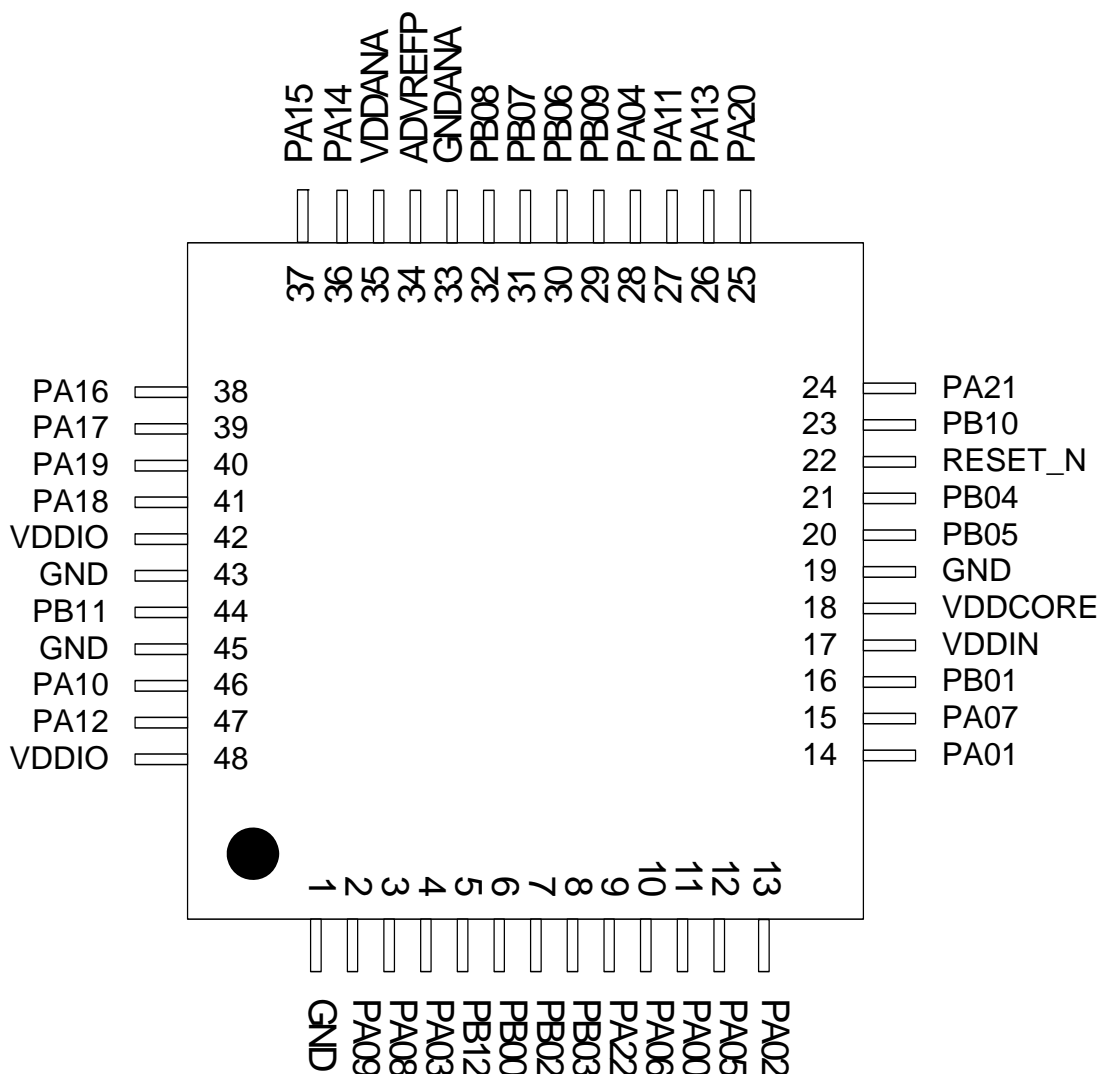 PA15
PA14
VDDANA
ADVREFP
GNDANA
PB08
PB07
PB06
PB09
PA04
PA11
PA13
PA20
37
36
35
34
33
32
31
30
29
28
27
26
25
PA16 38
PA17 39
PA19 40
PA18 41
VDDIO 42
GND 43
PB11 44
GND 45
PA10 46
PA12 47
VDDIO 48
24 PA21
23 PB10
22 RESET_N
21 PB04
20 PB05
19 GND
18 VDDCORE
17 VDDIN
16 PB01
15 PA07
14 PA01
1
2
3
4
5
6
7
8
9
10
11
12
13
GND
PA09
PA08
PA03
PB12
PB00
PB02
PB03
PA22
PA06
PA00
PA05
PA02